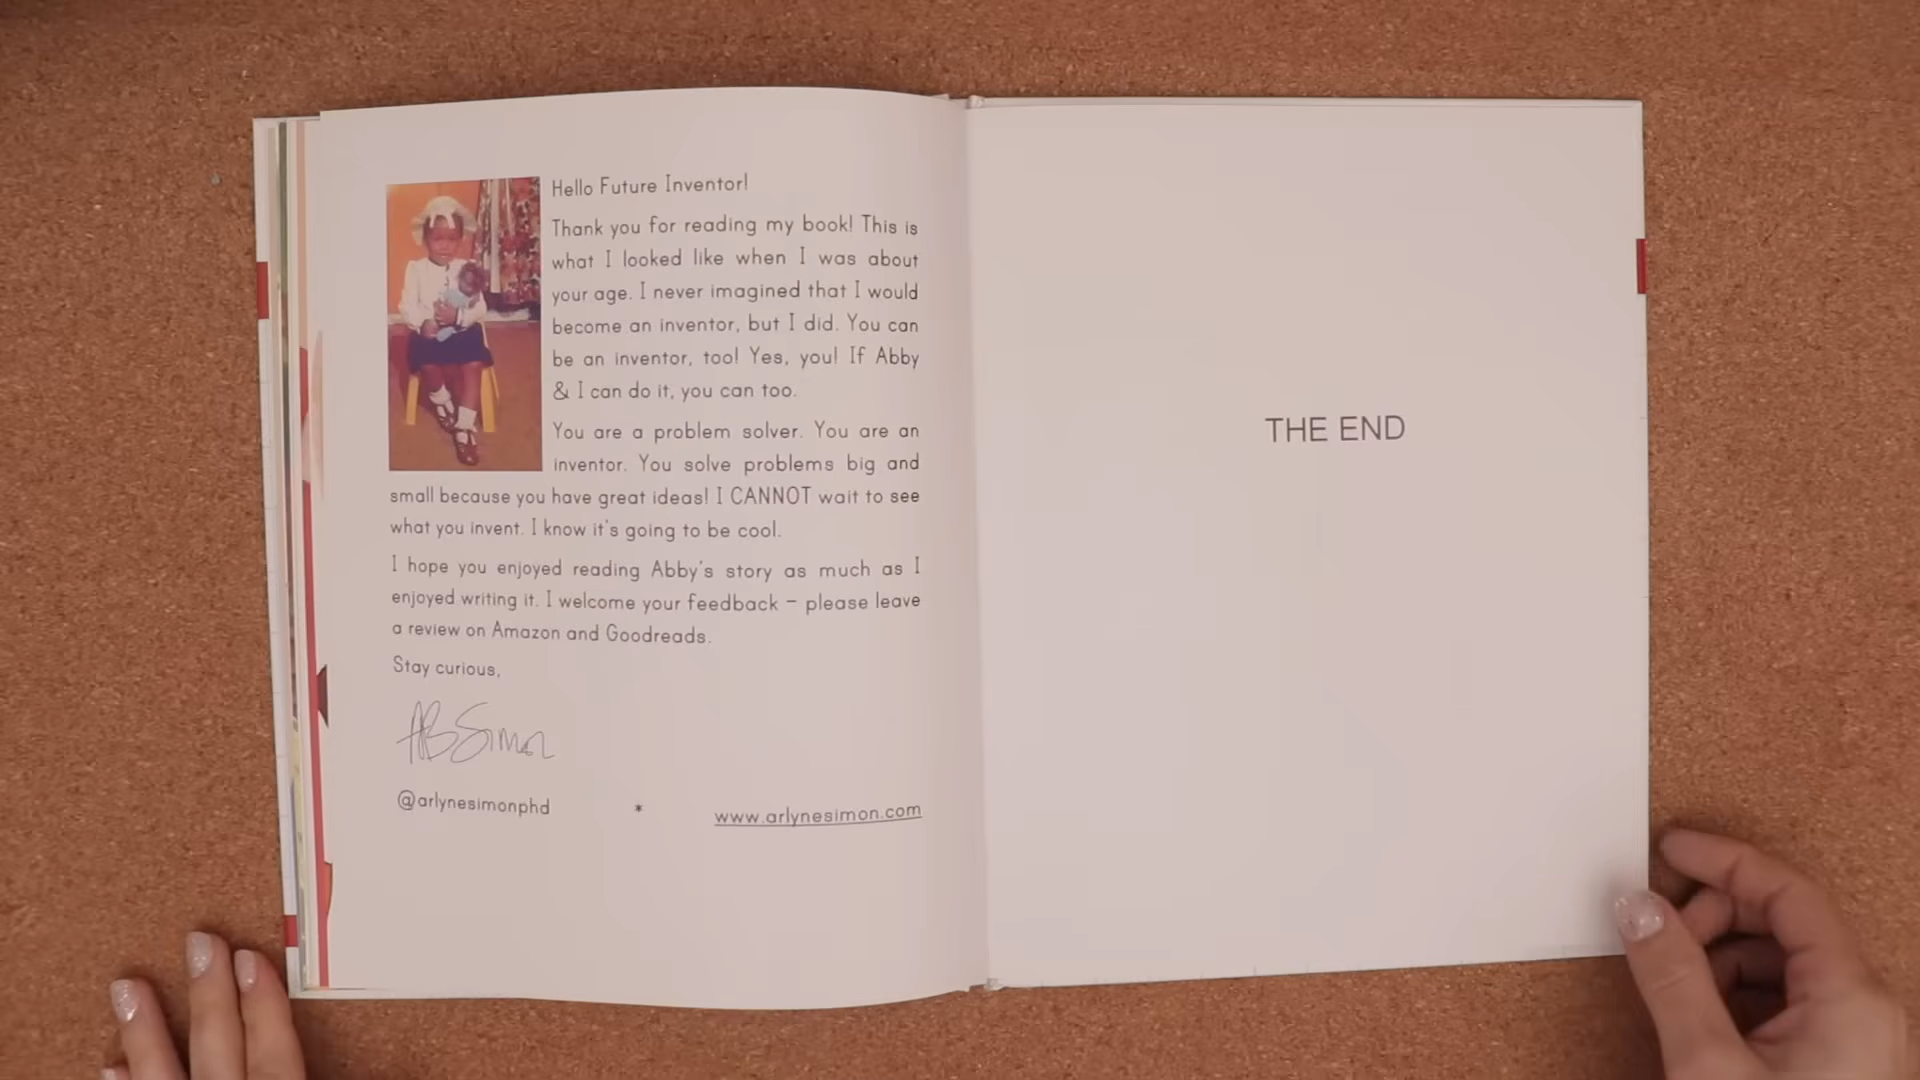 Hello Future Inventor!
Thank you for reading my book! This is
what I looked like when I was about
your age. I never imagined that I would
become an inventor, but I did. You can
be an inventor, too! Yes, you! If Abby
& I can do it, you can too.
You are a problem solver. You are an
inventor. You solve problems big and
small because you have great ideas! I CANNOT wait to see
what you invent. I know it's going to be cool.
I hope you enjoyed reading Abby's story as much as I
enjoyed writing it. I welcome your feedback – please leave
a review on Amazon and Goodreads.
Stay curious,
ABSimon
@arlynesimonphd * www.arlynesimon.com
THE END